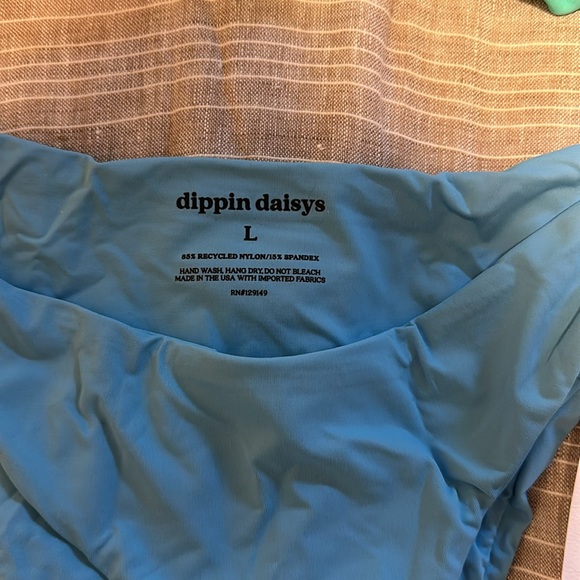 dippin daisys
L
85% RECYCLED NYLON/15% SPANDEX
HAND WASH, HANG DRY, DO NOT BLEACH
MADE IN THE USA WITH IMPORTED FABRICS
RN#129149